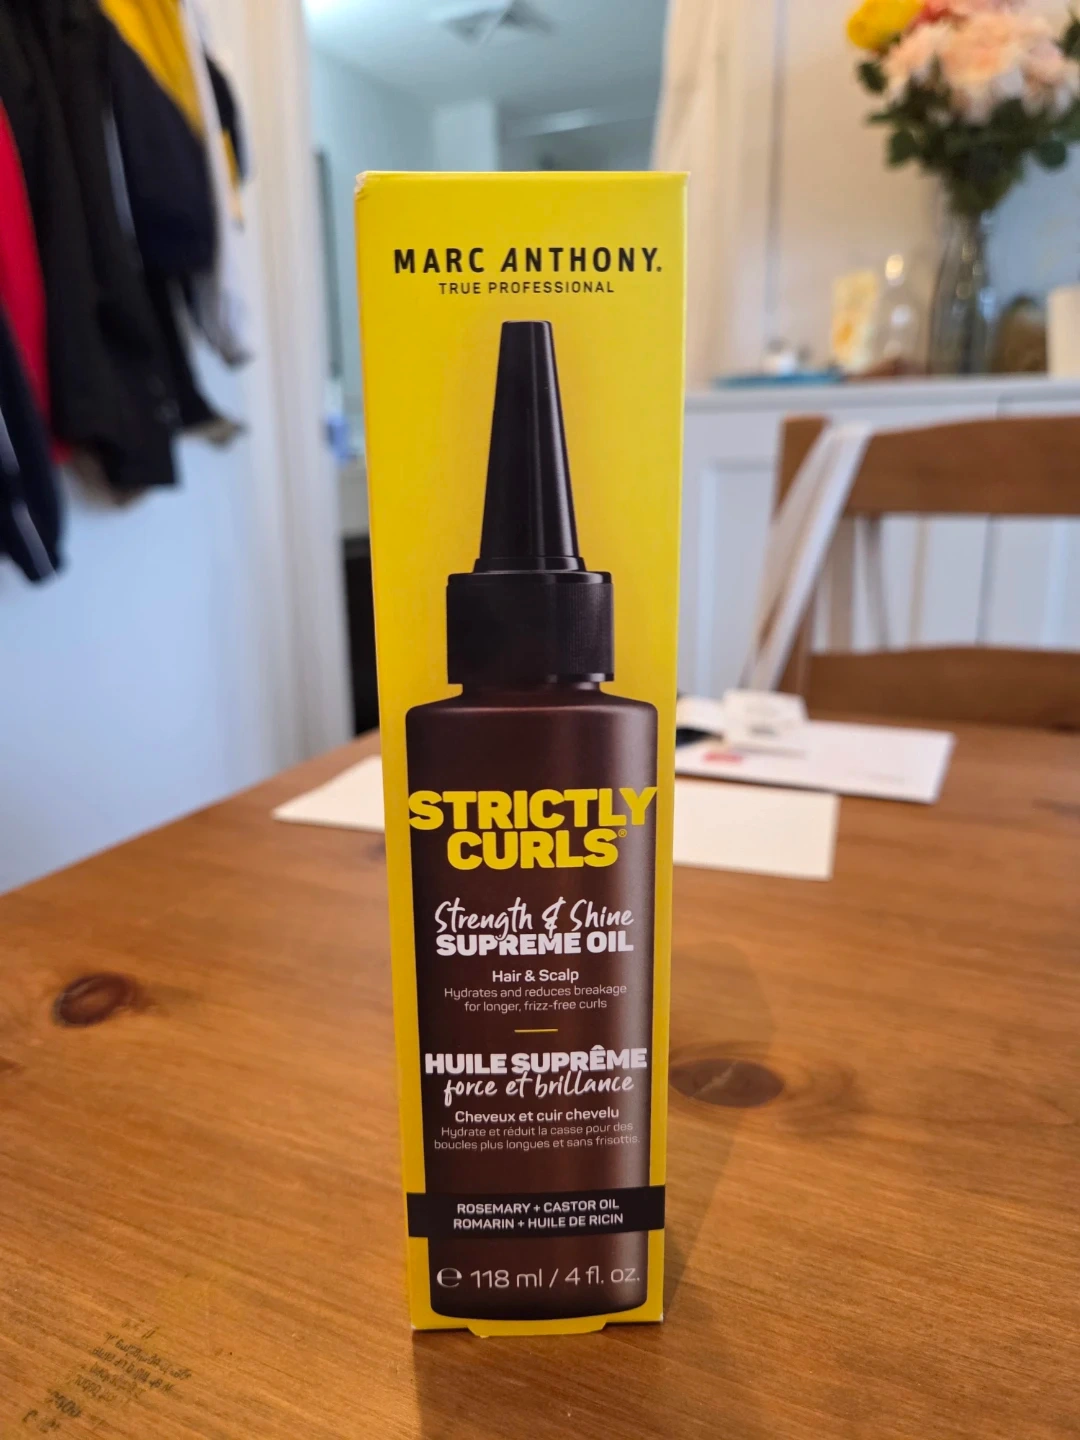 MARC ANTHONY®
TRUE PROFESSIONAL
STRICTLY
CURLS®
Strength & Shine
SUPREME OIL
Hair & Scalp
Hydrates and reduces breakage
for longer, frizz-free curls
HUILE SUPRÊME
force et brillance
Cheveux et cuir chevelu
Hydrate et réduit la casse pour des
boucles plus longues et sans frisottis.
ROSEMARY + CASTOR OIL
ROMARIN + HUILE DE RICIN
℮ 118 ml / 4 fl. oz.